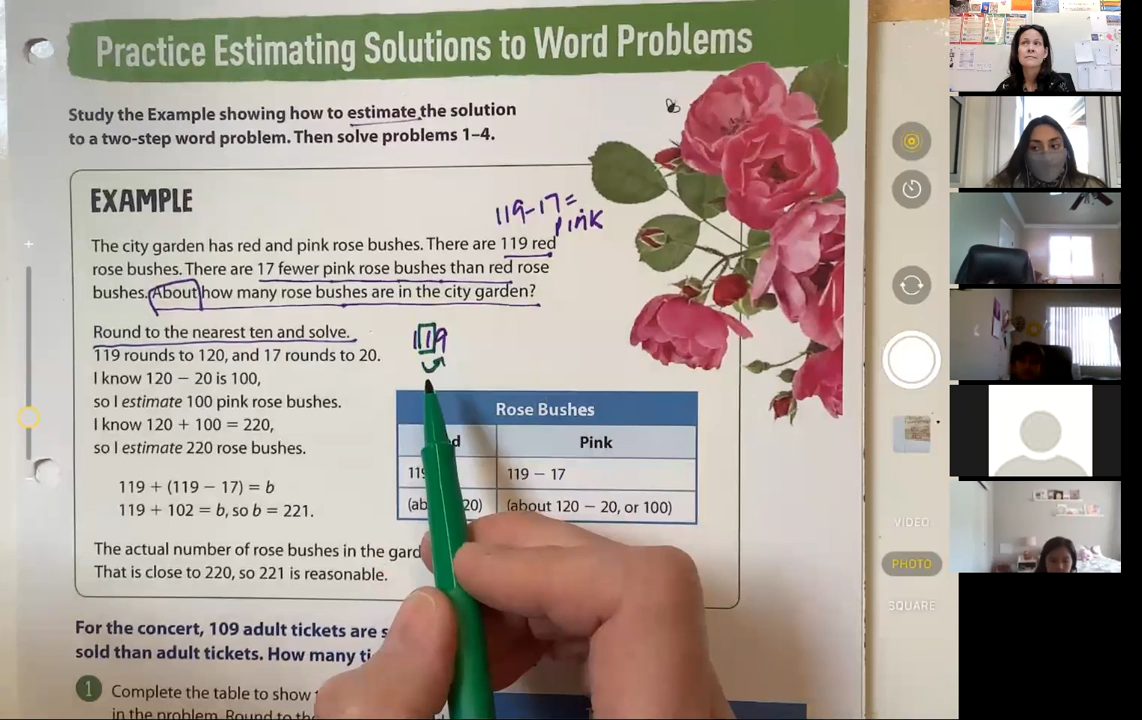 Practice Estimating Solutions to Word Problems
Study the Example showing how to estimate the solution
to a two-step word problem. Then solve problems 1–4.
EXAMPLE
119-17=
pink
The city garden has red and pink rose bushes. There are 119 red
rose bushes. There are 17 fewer pink rose bushes than red rose
bushes. About how many rose bushes are in the city garden?
Round to the nearest ten and solve.
119
119 rounds to 120, and 17 rounds to 20.
I know 120 − 20 is 100,
so I estimate 100 pink rose bushes.
I know 120 + 100 = 220,
so I estimate 220 rose bushes.
Rose Bushes
Pink
119 − 17
(about 120 − 20, or 100)
119 + (119 − 17) = b
119 + 102 = b, so b = 221.
The actual number of rose bushes in the
That is close to 220, so 221 is reasonable.
For the concert, 109 adult tickets are
sold than adult tickets. How many
1 Complete the table to show
in the problem. Round to
VIDEO
PHOTO
SQUARE